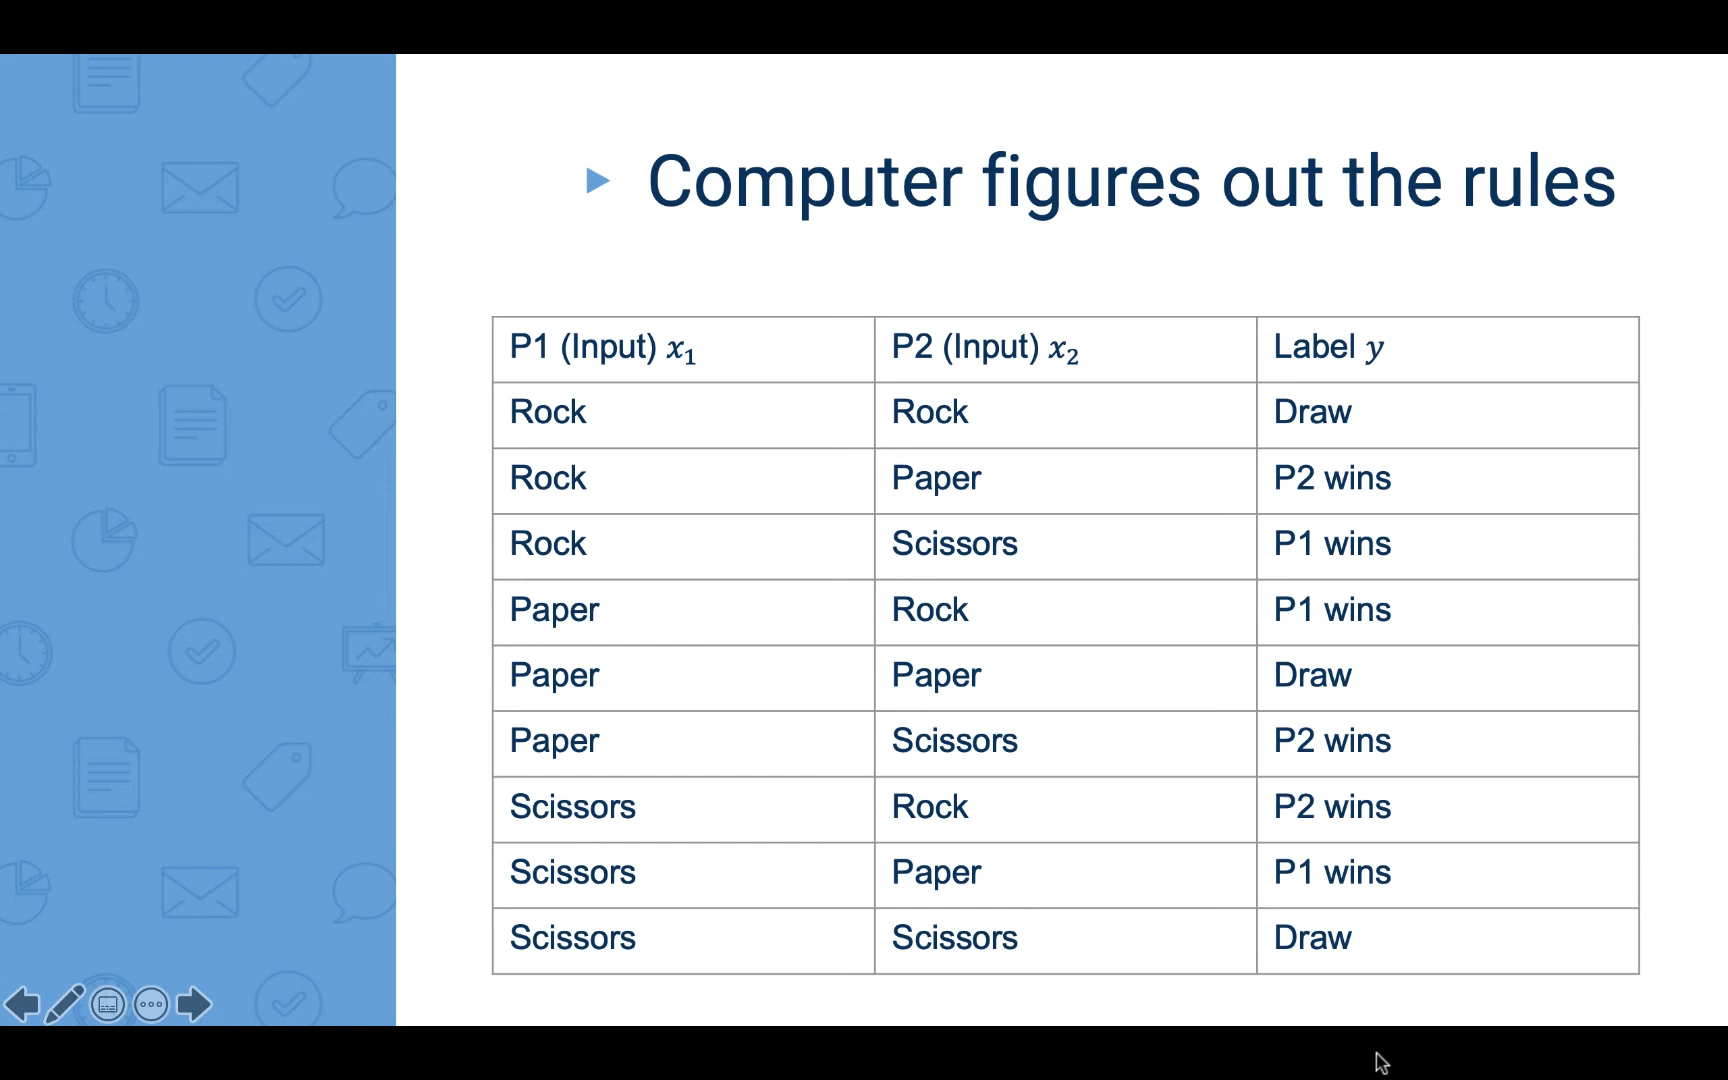 Computer figures out the rules
P1 (Input) x₁ P2 (Input) x₂ Label y
Rock Rock Draw
Rock Paper P2 wins
Rock Scissors P1 wins
Paper Rock P1 wins
Paper Paper Draw
Paper Scissors P2 wins
Scissors Rock P2 wins
Scissors Paper P1 wins
Scissors Scissors Draw